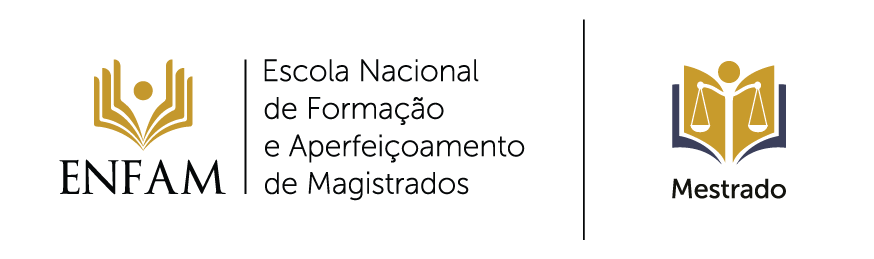 ENFAM
Escola Nacional
de Formação
e Aperfeiçoamento
de Magistrados
Mestrado